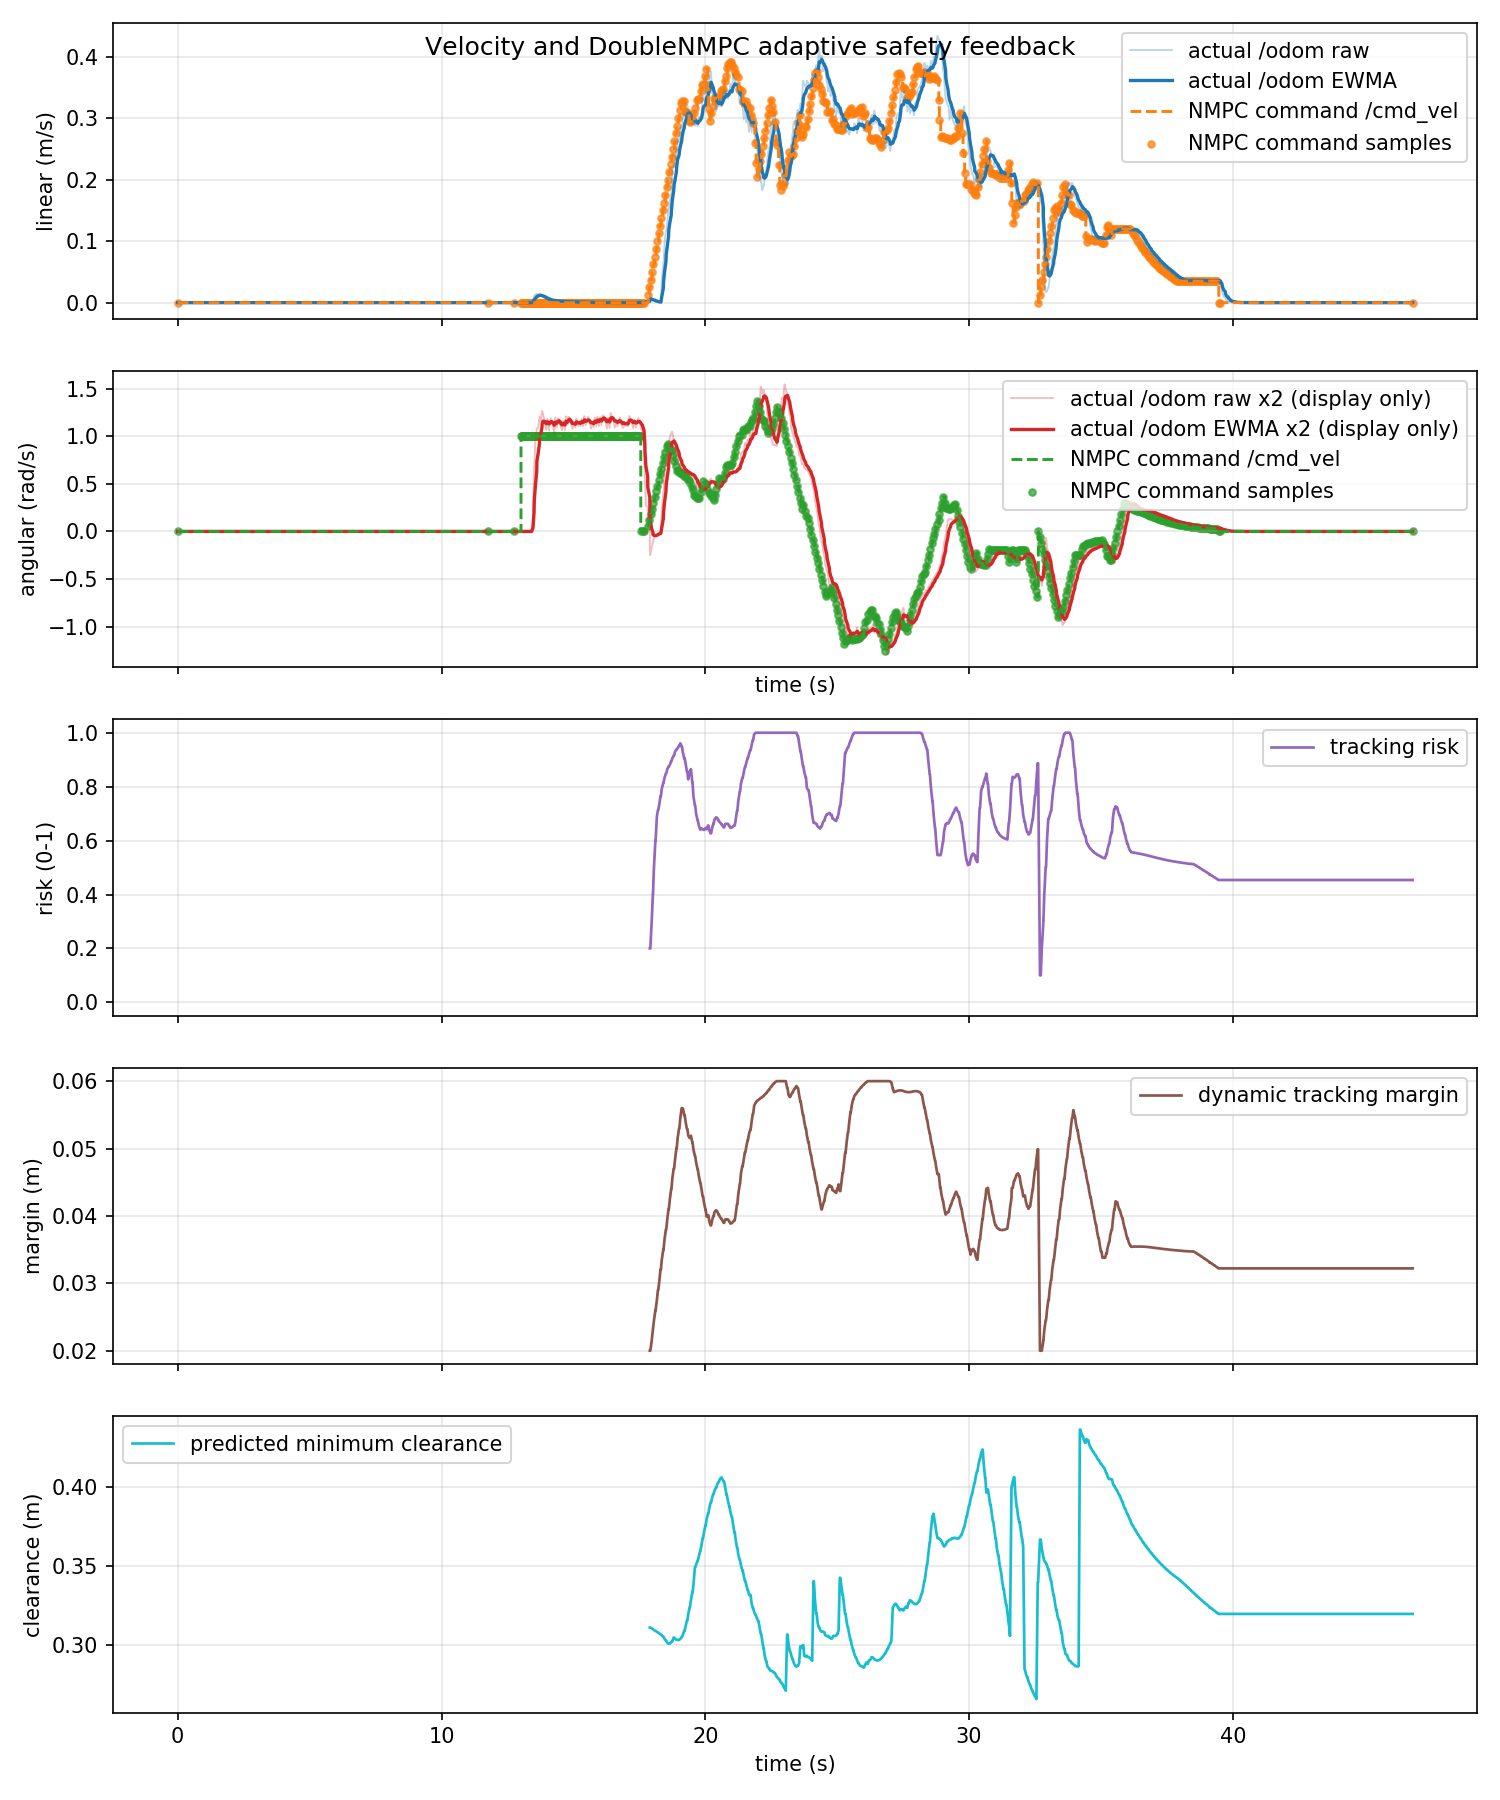 Velocity and DoubleNMPC adaptive safety feedback
0.4
0.3
0.2
0.1
0.0
linear (m/s)
actual /odom raw
actual /odom EWMA
NMPC command /cmd_vel
NMPC command samples
1.5
1.0
0.5
0.0
−0.5
−1.0
angular (rad/s)
actual /odom raw x2 (display only)
actual /odom EWMA x2 (display only)
NMPC command /cmd_vel
NMPC command samples
time (s)
1.0
0.8
0.6
0.4
0.2
0.0
risk (0-1)
tracking risk
0.06
0.05
0.04
0.03
0.02
margin (m)
dynamic tracking margin
0.40
0.35
0.30
clearance (m)
predicted minimum clearance
0 10 20 30 40
time (s)